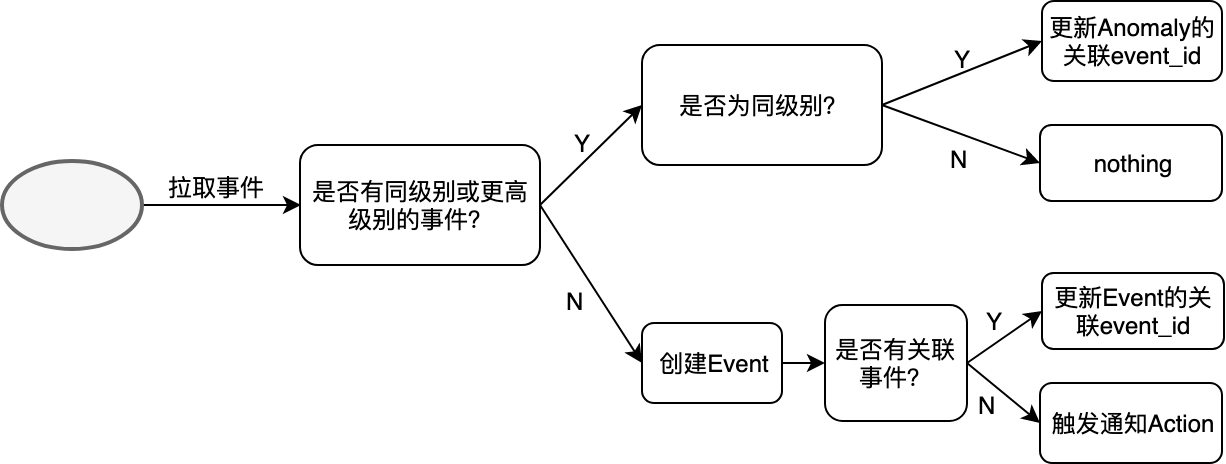 拉取事件
是否有同级别或更高
级别的事件?
Y
N
是否为同级别?
Y
N
更新Anomaly的
关联event_id
nothing
创建Event
是否有关联
事件?
Y
N
更新Event的关
联event_id
触发通知Action